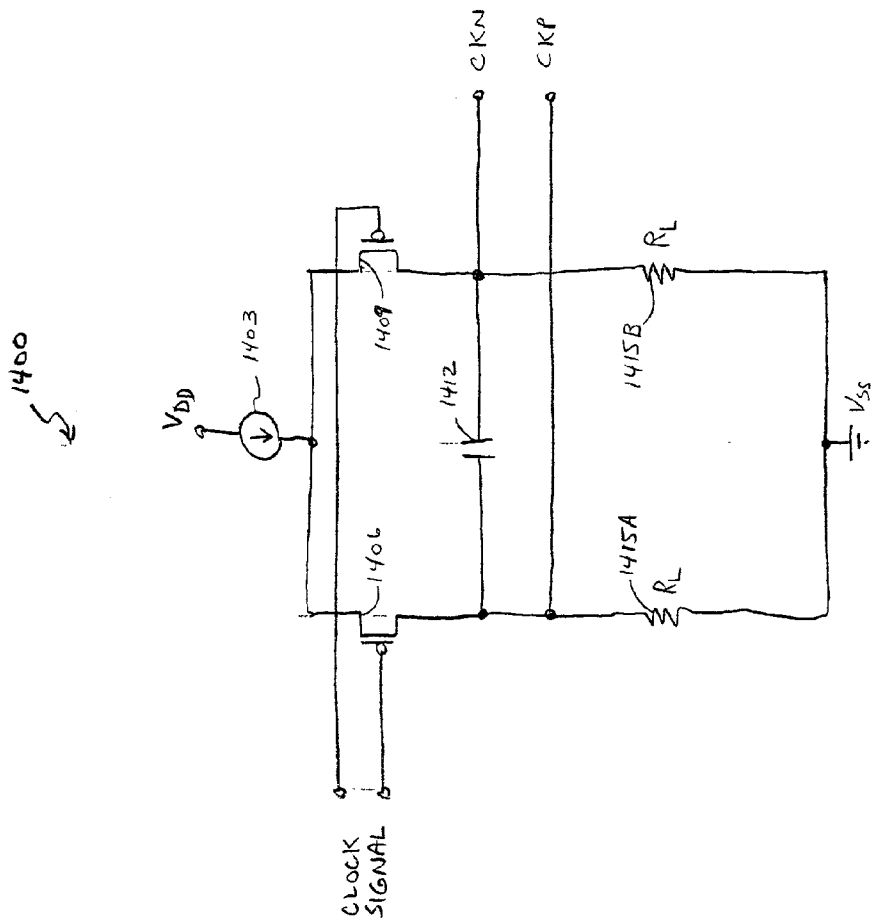 1400
VDD
1403
CLOCK
SIGNAL
1406
1409
1412
CKN
CKP
1415A
RL
1415B
RL
VSS